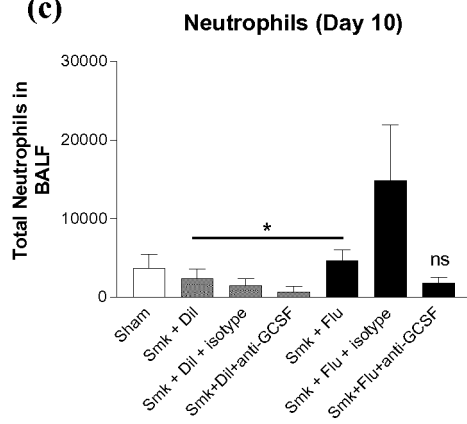 (c)
Neutrophils (Day 10)
Total Neutrophils in
BALF
30000
20000
10000
0
*
ns
Sham
Smk + Dil
Smk + Dil + isotype
Smk+Dil+anti-GCSF
Smk + Flu
Smk + Flu + isotype
Smk+Flu+anti-GCSF